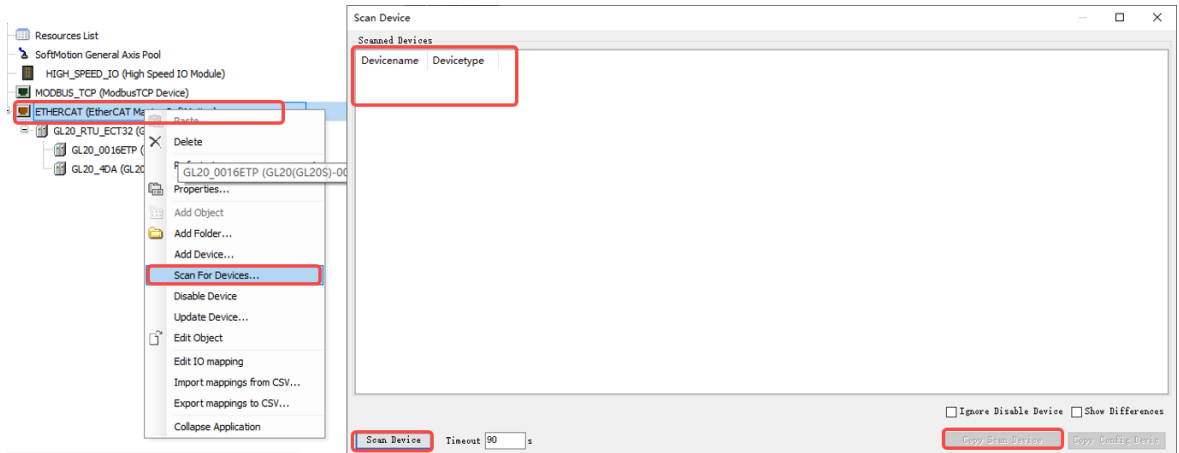 Resources List
SoftMotion General Axis Pool
HIGH_SPEED_IO (High Speed IO Module)
MODBUS_TCP (ModbusTCP Device)
ETHERCAT (EtherCAT
GL20_RTU_ECT32 (G
GL20_0016ETP (
GL20_4DA (GL20
Paste
Delete
GL20_0016ETP (GL20(GL20S)-00
Properties...
Add Object
Add Folder...
Add Device...
Scan For Devices...
Disable Device
Update Device...
Edit Object
Edit IO mapping
Import mappings from CSV...
Export mappings to CSV...
Collapse Application
Scan Device
Scanned Devices
Devicename Devicetype
Ignore Disable Device Show Differences
Scan Device Timeout 90 s Copy Scan Device Copy Config Devic